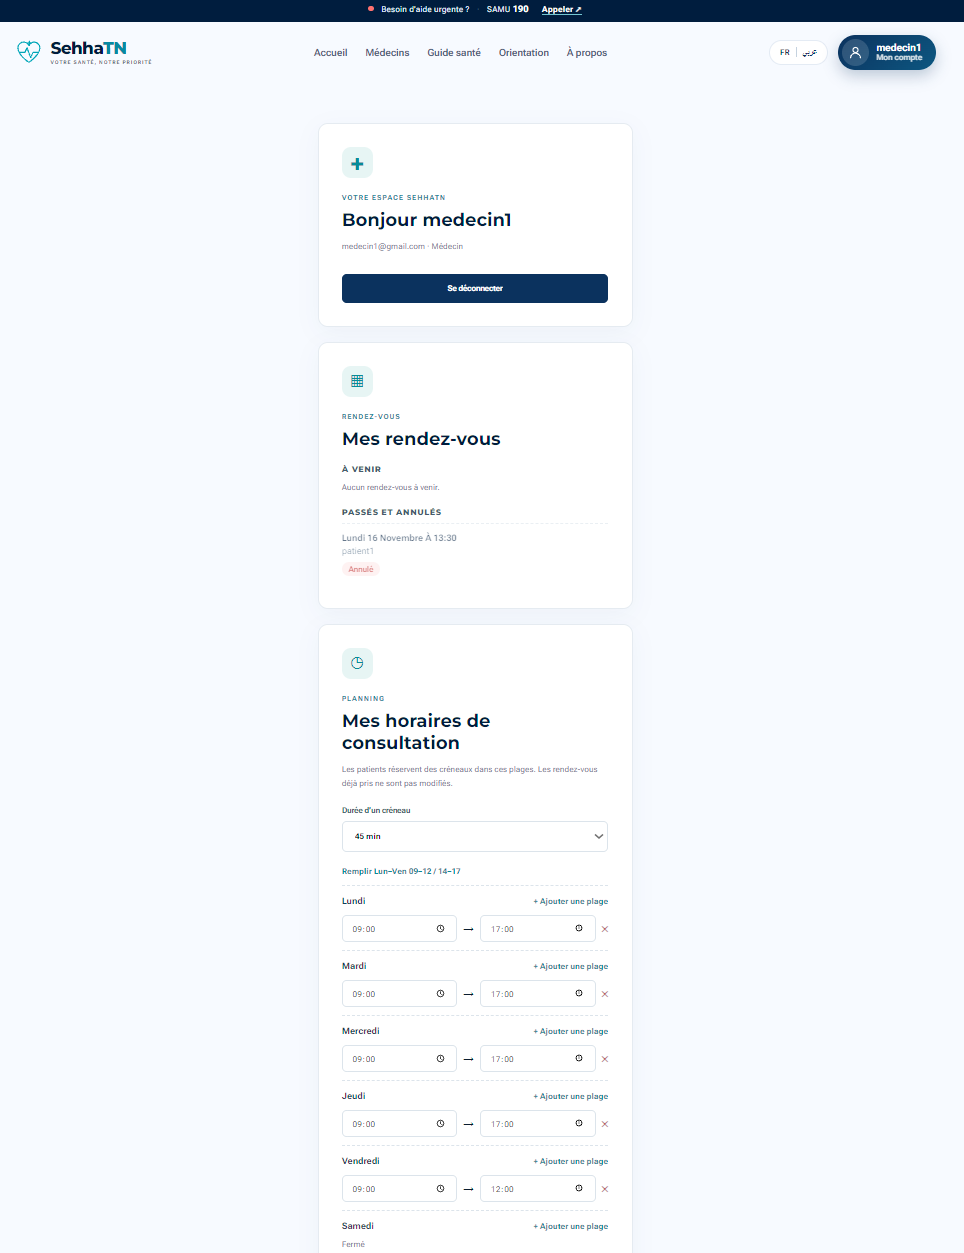 Besoin d'aide urgente ? · SAMU 190 Appeler ↗
SehhaTN
VOTRE SANTÉ, NOTRE PRIORITÉ
Accueil Médecins Guide santé Orientation À propos
FR | عربي
medecin1
Mon compte
VOTRE ESPACE SEHHATN
Bonjour medecin1
medecin1@gmail.com · Médecin
Se déconnecter
RENDEZ-VOUS
Mes rendez-vous
À VENIR
Aucun rendez-vous à venir.
PASSÉS ET ANNULÉS
Lundi 16 Novembre À 13:30
patient1
Annulé
PLANNING
Mes horaires de
consultation
Les patients réservent des créneaux dans ces plages. Les rendez-vous
déjà pris ne sont pas modifiés.
Durée d'un créneau
45 min
Remplir Lun–Ven 09–12 / 14–17
Lundi + Ajouter une plage
09:00 → 17:00 ×
Mardi + Ajouter une plage
09:00 → 17:00 ×
Mercredi + Ajouter une plage
09:00 → 17:00 ×
Jeudi + Ajouter une plage
09:00 → 17:00 ×
Vendredi + Ajouter une plage
09:00 → 12:00 ×
Samedi + Ajouter une plage
Fermé